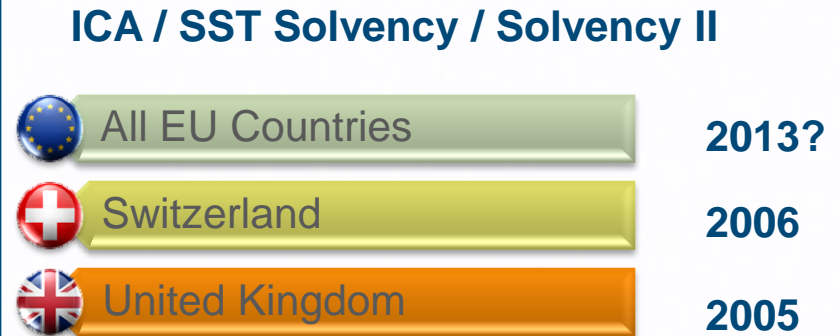 ICA / SST Solvency / Solvency II
All EU Countries 2013?
Switzerland 2006
United Kingdom 2005